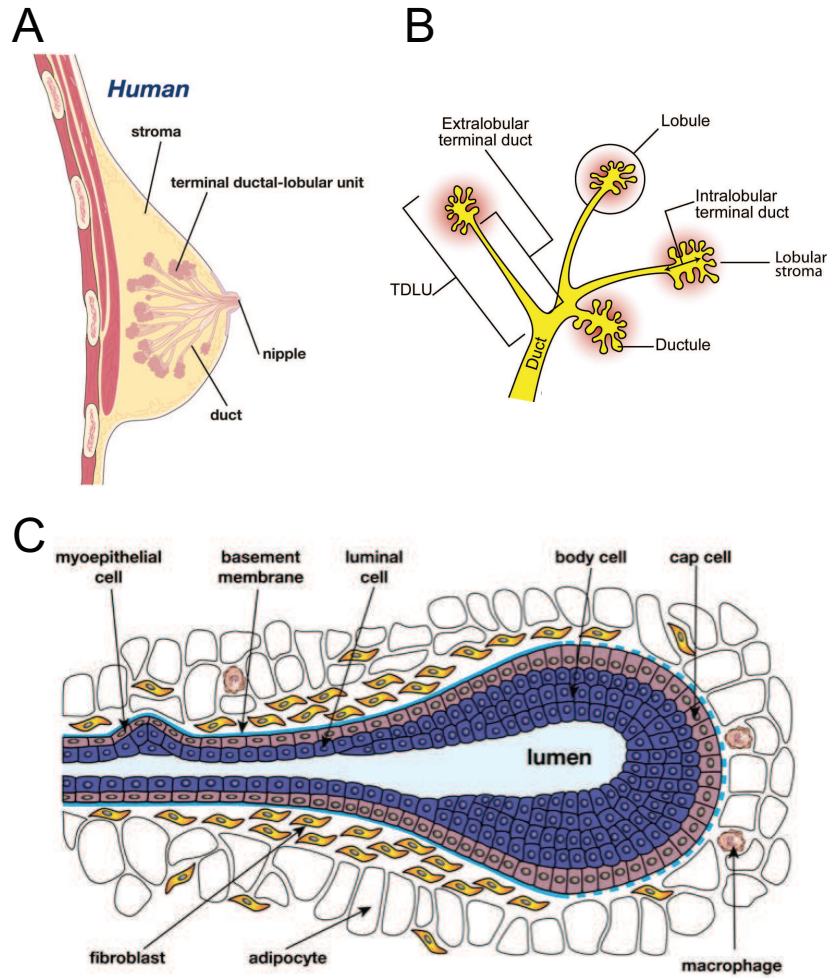 A
Human
stroma
terminal ductal-lobular unit
nipple
duct
B
Extralobular
terminal duct
Lobule
Intralobular
terminal duct
Lobular
stroma
TDLU
Ductule
Duct
C
myoepithelial
cell
basement
membrane
luminal
cell
body cell
cap cell
lumen
fibroblast
adipocyte
macrophage